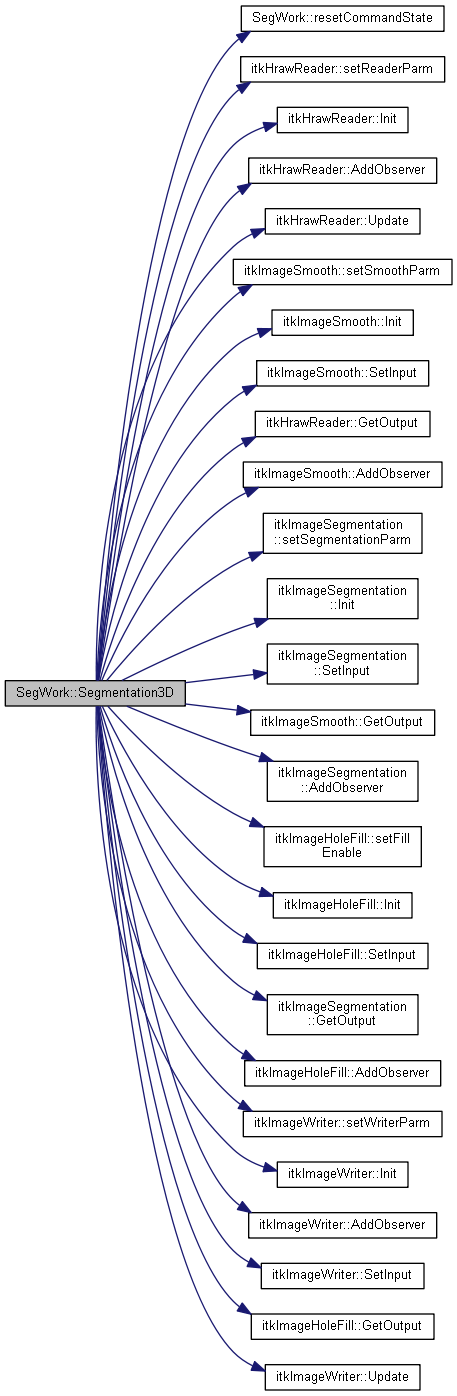 SegWork::resetCommandState
itkHrawReader::setReaderParm
itkHrawReader::Init
itkHrawReader::AddObserver
itkHrawReader::Update
itkImageSmooth::setSmoothParm
itkImageSmooth::Init
itkImageSmooth::SetInput
itkHrawReader::GetOutput
itkImageSmooth::AddObserver
itkImageSegmentation
::setSegmentationParm
itkImageSegmentation
::Init
itkImageSegmentation
::SetInput
SegWork::Segmentation3D
itkImageSmooth::GetOutput
itkImageSegmentation
::AddObserver
itkImageHoleFill::setFill
Enable
itkImageHoleFill::Init
itkImageHoleFill::SetInput
itkImageSegmentation
::GetOutput
itkImageHoleFill::AddObserver
itkImageWriter::setWriterParm
itkImageWriter::Init
itkImageWriter::AddObserver
itkImageWriter::SetInput
itkImageHoleFill::GetOutput
itkImageWriter::Update